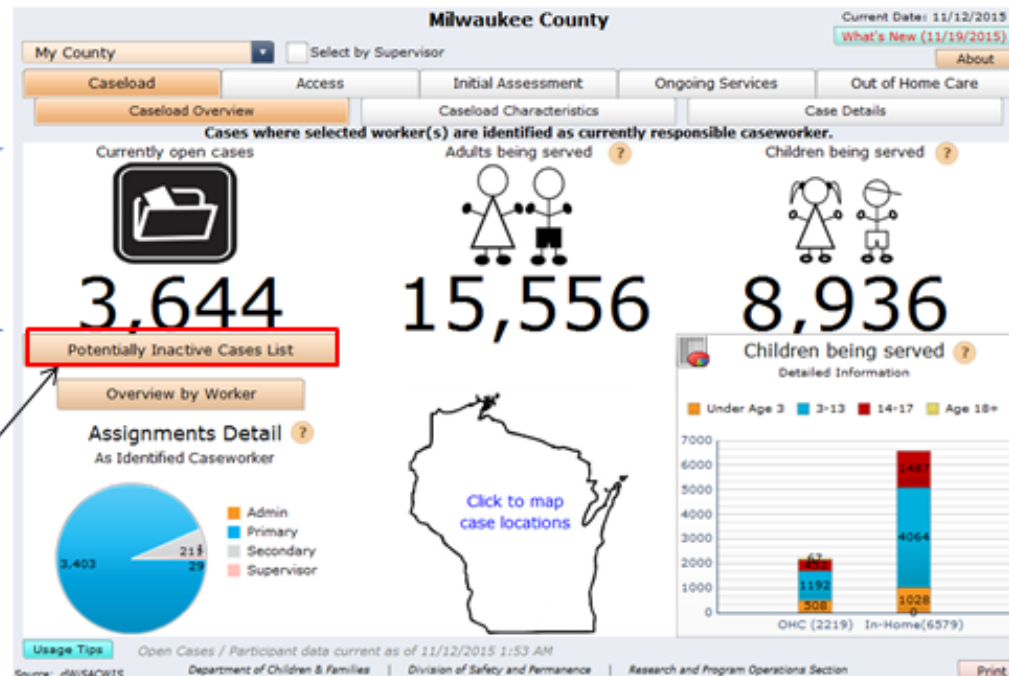 Milwaukee County
Current Date: 11/12/2015
What's New (11/19/2015)
My County
Select by Supervisor
About
Caseload
Access
Initial Assessment
Ongoing Services
Out of Home Care
Caseload Overview
Caseload Characteristics
Case Details
Cases where selected worker(s) are identified as currently responsible caseworker.
Currently open cases
Adults being served ?
Children being served ?
3,644
15,556
8,936
Potentially Inactive Cases List
Overview by Worker
Assignments Detail ?
As Identified Caseworker
Admin
Primary
Secondary
Supervisor
3,403
29
Click to map
case locations
Children being served ?
Detailed Information
Under Age 3
3-13
14-17
Age 18+
7000
6000
5000
4000
3000
2000
1000
0
67
452
1192
508
1487
4064
1028
0
OHC (2219)
In-Home(6579)
Usage Tips
Open Cases / Participant data current as of 11/12/2015 1:53 AM
Source: dWiSACWIS
Department of Children & Families | Division of Safety and Permanence | Research and Program Operations Section
Print